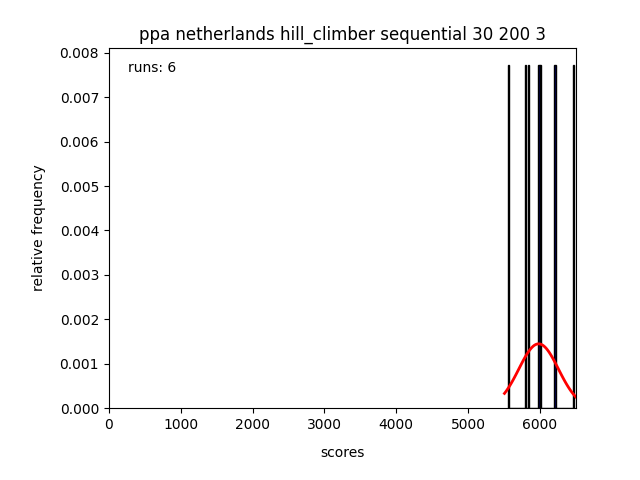 ppa netherlands hill_climber sequential 30 200 3
runs: 6
relative frequency
0.008
0.007
0.006
0.005
0.004
0.003
0.002
0.001
0.000
0 1000 2000 3000 4000 5000 6000
scores